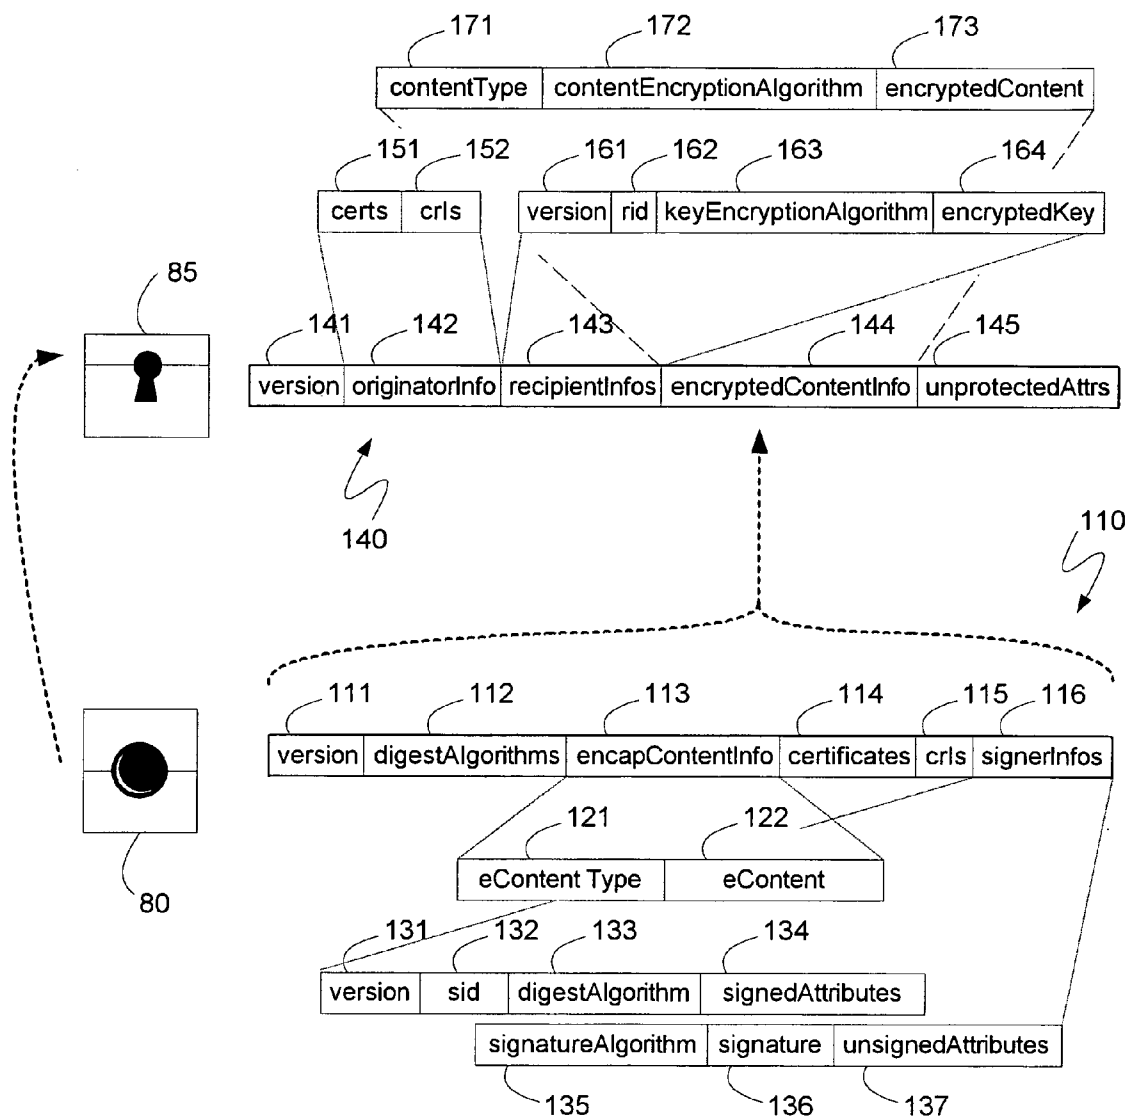 171 172 173
contentType contentEncryptionAlgorithm encryptedContent
151 152 161 162 163 164
certs crls version rid keyEncryptionAlgorithm encryptedKey
85
141 142 143 144 145
version originatorInfo recipientInfos encryptedContentInfo unprotectedAttrs
140
110
111 112 113 114 115 116
version digestAlgorithms encapContentInfo certificates crls signerInfos
121 122
eContent Type eContent
80
131 132 133 134
version sid digestAlgorithm signedAttributes
signatureAlgorithm signature unsignedAttributes
135 136 137